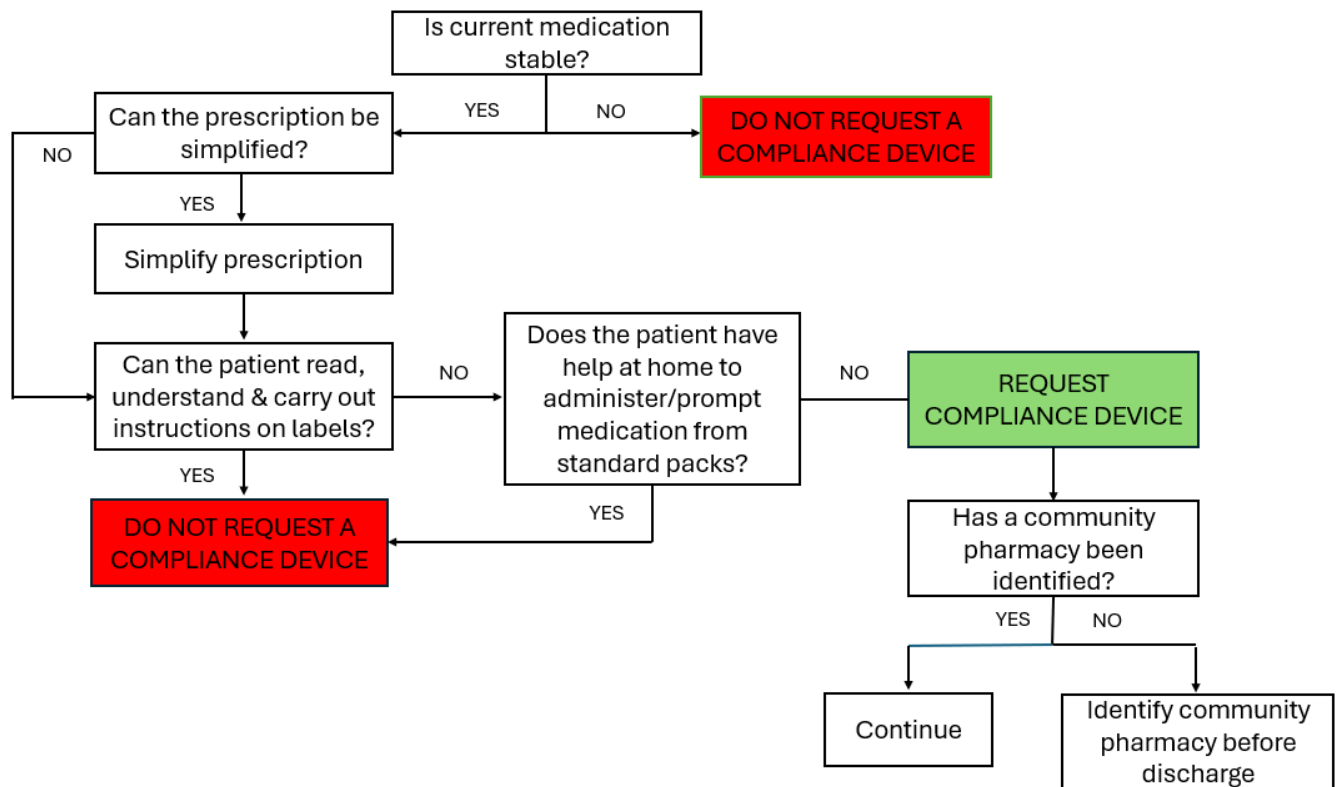 Is current medication
stable?
YES
NO
Can the prescription be
simplified?
DO NOT REQUEST A
COMPLIANCE DEVICE
NO
YES
Simplify prescription
Can the patient read,
understand & carry out
instructions on labels?
NO
Does the patient have
help at home to
administer/prompt
medication from
standard packs?
NO
REQUEST
COMPLIANCE DEVICE
YES
YES
DO NOT REQUEST A
COMPLIANCE DEVICE
Has a community
pharmacy been
identified?
YES
NO
Continue
Identify community
pharmacy before
discharge